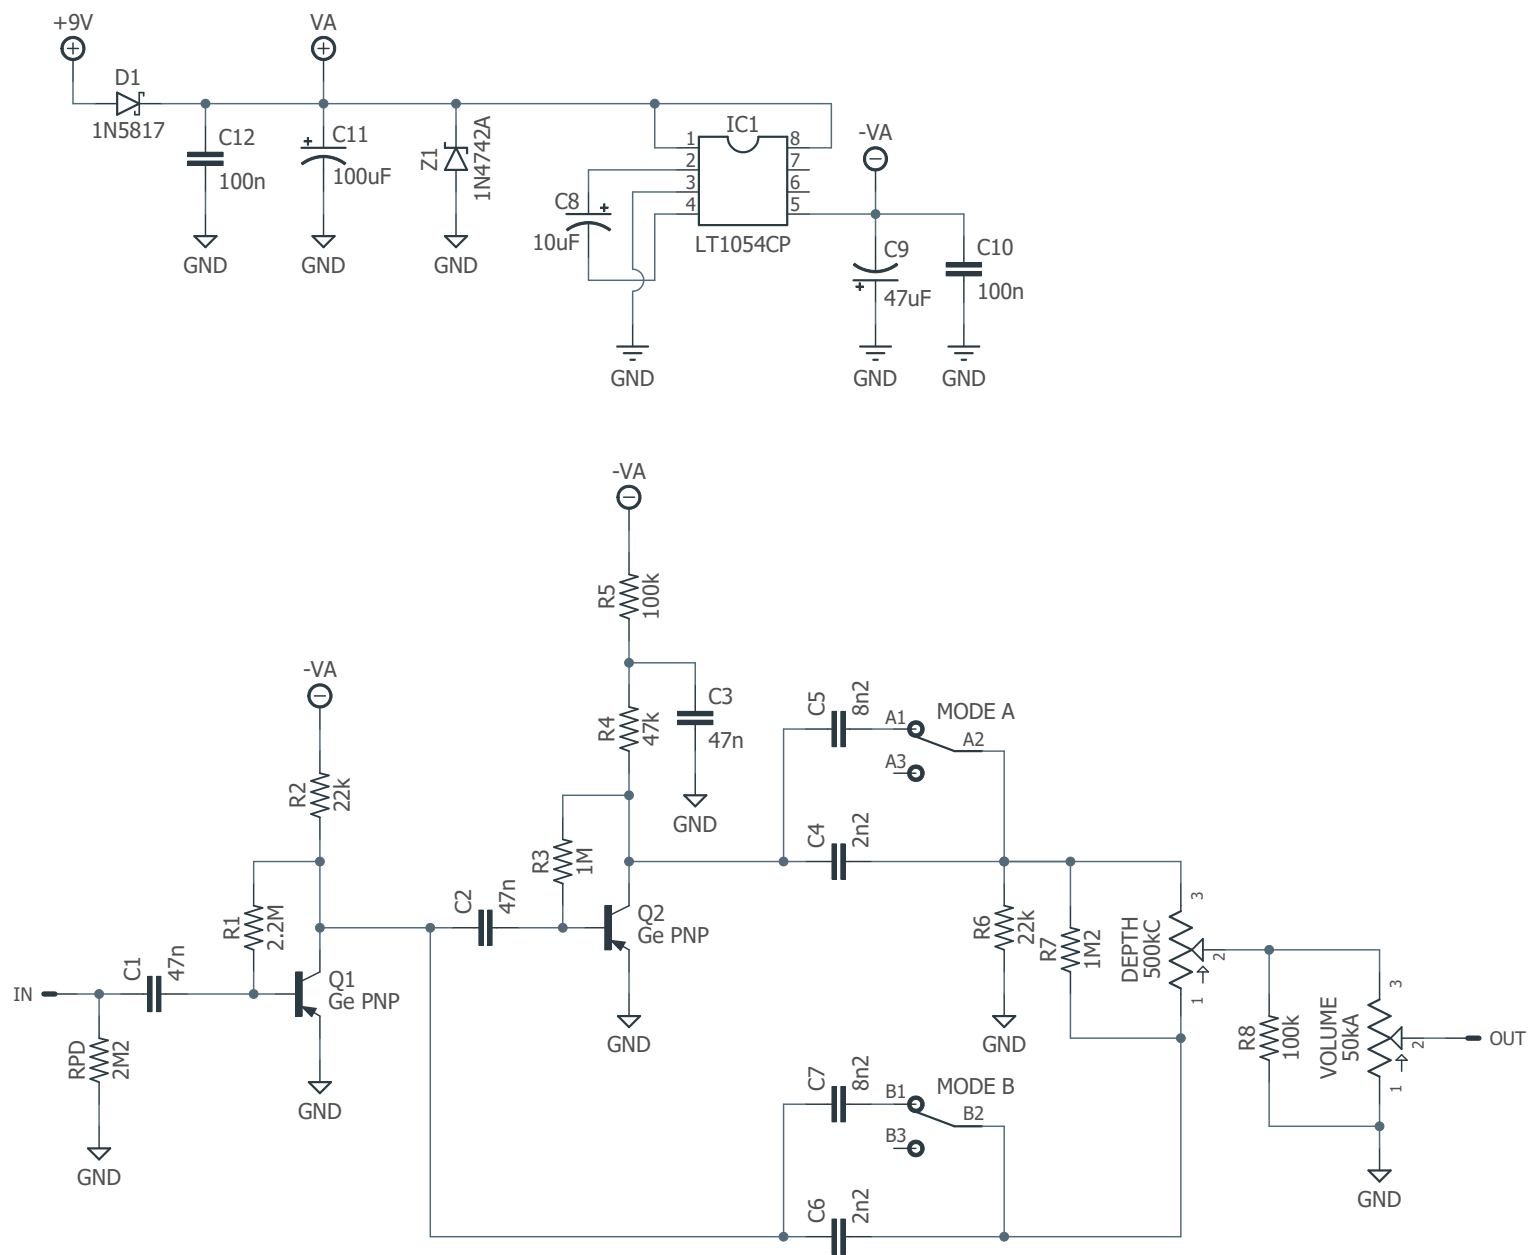 +9V
VA
D1
1N5817
C12
100n
GND
C11
100uF
GND
Z1
1N4742A
GND
IC1
1
2
3
4
8
7
6
5
LT1054CP
C8
10uF
GND
-VA
C9
47uF
GND
C10
100n
GND
-VA
R5
100k
R4
47k
C3
47n
GND
-VA
R2
22k
R1
2.2M
R3
1M
C2
47n
Q2
Ge PNP
GND
IN
C1
47n
RPD
2M2
GND
Q1
Ge PNP
GND
C5
8n2
A1
MODE A
A2
A3
C4
2n2
R6
22k
GND
R7
1M2
DEPTH
500kC
3
2
1
R8
100k
VOLUME
50kA
3
2
1
OUT
GND
C7
8n2
B1
MODE B
B2
B3
C6
2n2